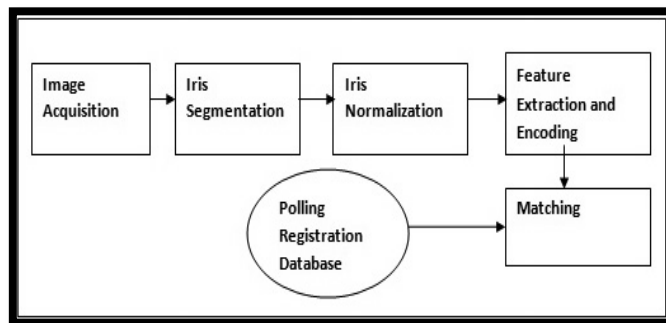 Image
Acquisition
Iris
Segmentation
Iris
Normalization
Feature
Extraction and
Encoding
Polling
Registration
Database
Matching